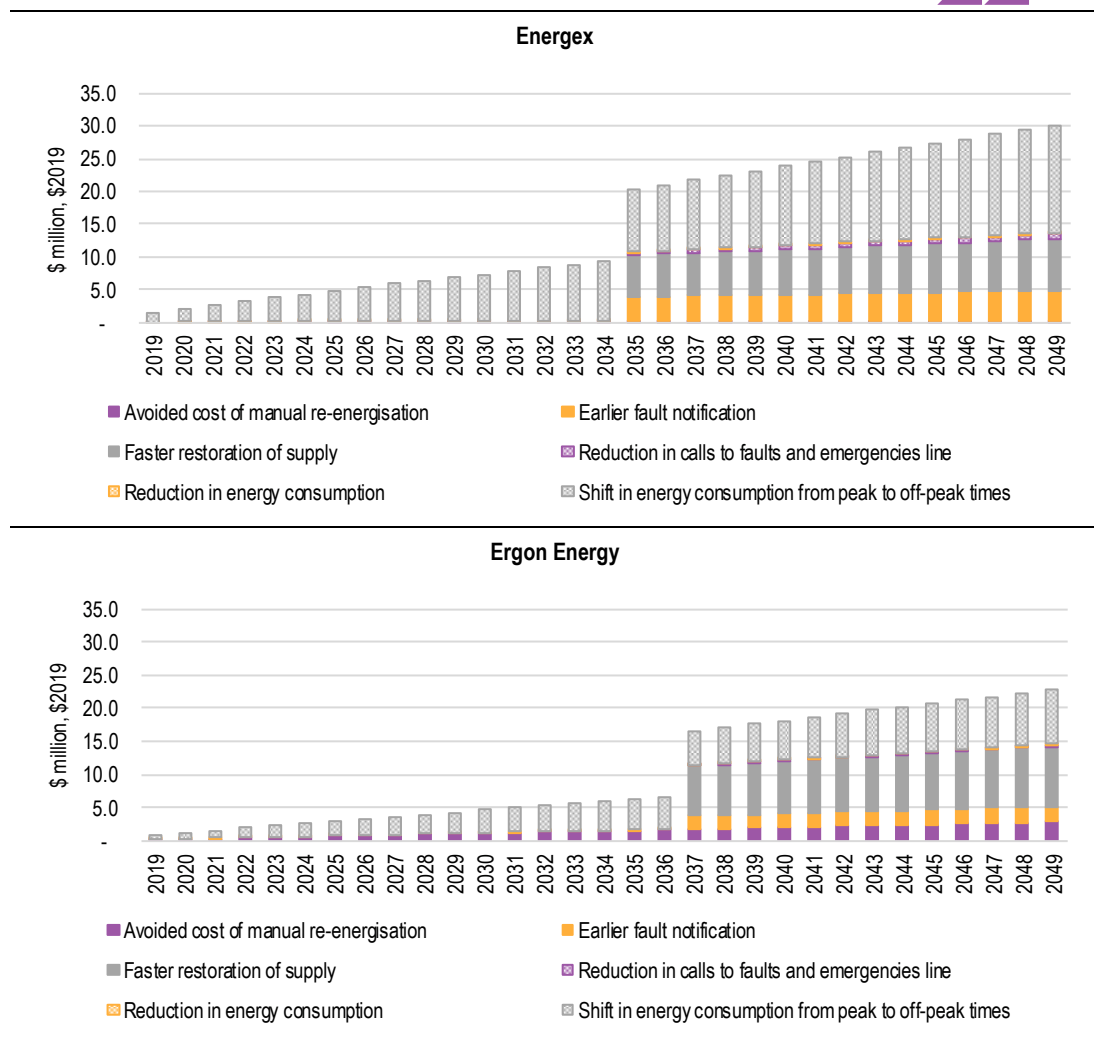 Energex
$ million, $2019
35.0
30.0
25.0
20.0
15.0
10.0
5.0
-
2019 2020 2021 2022 2023 2024 2025 2026 2027 2028 2029 2030 2031 2032 2033 2034 2035 2036 2037 2038 2039 2040 2041 2042 2043 2044 2045 2046 2047 2048 2049
Avoided cost of manual re-energisation Earlier fault notification
Faster restoration of supply Reduction in calls to faults and emergencies line
Reduction in energy consumption Shift in energy consumption from peak to off-peak times
Ergon Energy
$ million, $2019
35.0
30.0
25.0
20.0
15.0
10.0
5.0
-
2019 2020 2021 2022 2023 2024 2025 2026 2027 2028 2029 2030 2031 2032 2033 2034 2035 2036 2037 2038 2039 2040 2041 2042 2043 2044 2045 2046 2047 2048 2049
Avoided cost of manual re-energisation Earlier fault notification
Faster restoration of supply Reduction in calls to faults and emergencies line
Reduction in energy consumption Shift in energy consumption from peak to off-peak times